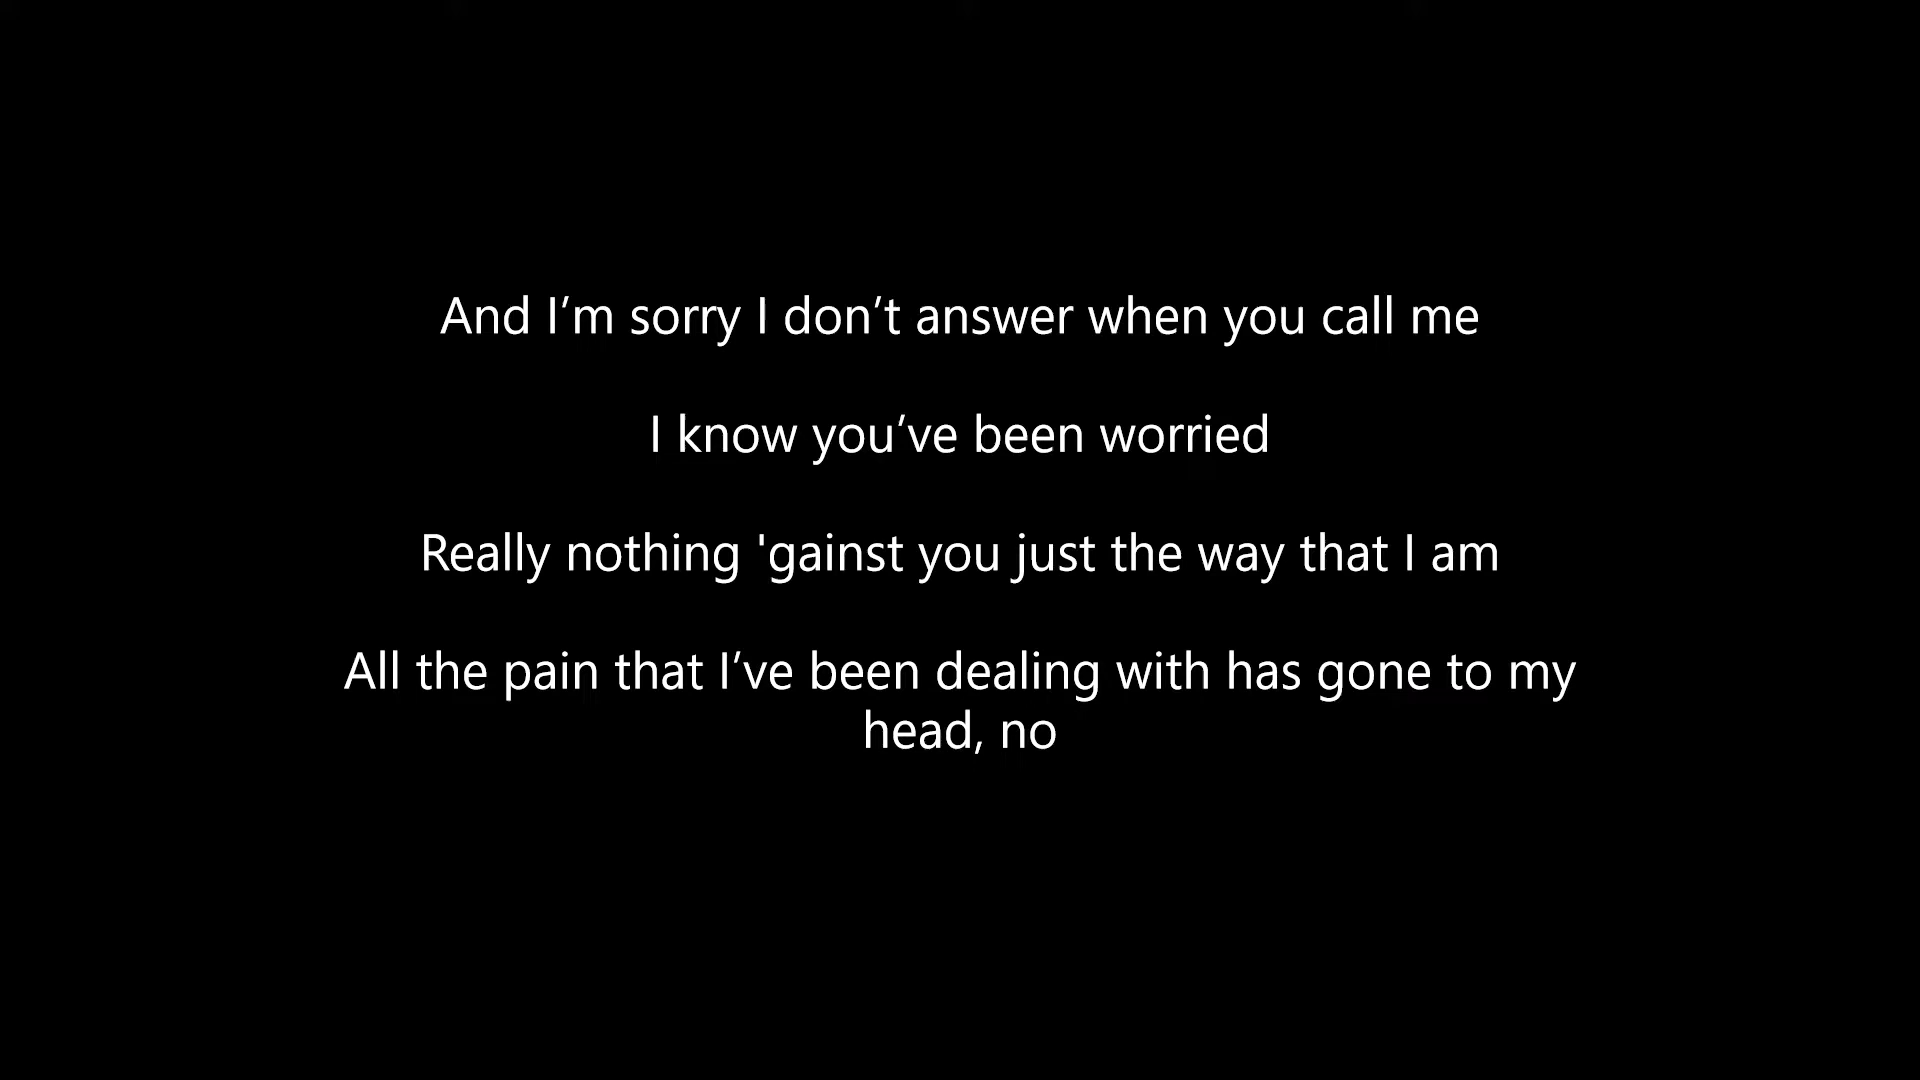 And I’m sorry I don’t answer when you call me
I know you’ve been worried
Really nothing 'gainst you just the way that I am
All the pain that I’ve been dealing with has gone to my
head, no